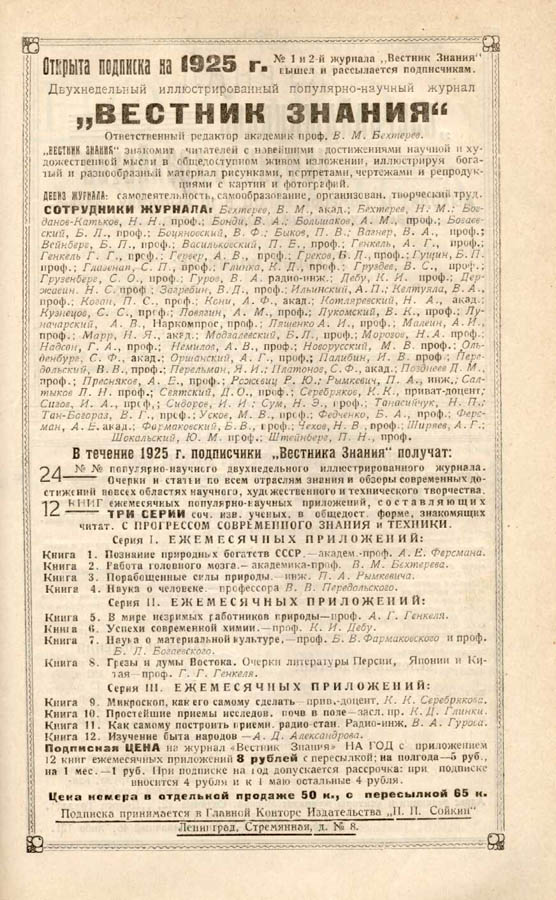 Открыта подписка на 1925 г. № 1 и 2-й журнала „Вестник Знания“
вышел и рассылается подписчикам.
Двухнедельный иллюстрированный популярно-научный журнал
„ВЕСТНИК ЗНАНИЯ“
Ответственный редактор академик проф. В. М. Бехтерев.
„ВЕСТНИК ЗНАНИЯ“ знакомит читателей с новейшими достижениями научной и ху-
дожественной мысли в общедоступном живом изложении, иллюстрируя бога-
тый и разнообразный материал рисунками, портретами, чертежами и репродук-
циями с картин и фотографий.
ДЕВИЗ ЖУРНАЛА: самодеятельность, самообразование, организован. творческий труд.
СОТРУДНИКИ ЖУРНАЛА: Бехтерев, В. М., акад.; Бехтерев, Н. М.; Бог-
данов-Катьков, Н. Н., проф.; Бонди, В. А.; Большаков, А. М., проф.; Богаев-
ский, Б. Л., проф.; Боцяновский, В. Ф.; Быков, П. В.; Вагнер, В. А., проф.;
Вейнберг, Б. П., проф.; Васильковский, П. Е., проф.; Генкель, А. Г., проф.;
Генкель Г. Г., проф.; Гервер, А. В., проф.; Греков, Б. Д., проф.; Гущин, Б. П.
проф.; Глазенап, С. П., проф.; Глинка, К. Д., проф.; Груздев, В. С., проф.;
Грузенберг, С. О., проф.; Гуров, В. А. радио-инж.; Дебу, К. И. проф.; Дер-
жавин, Н. С. проф.; Загребин, В. Д., проф.; Ильинский, А. П.; Келтуяла, В. А.,
проф.; Коган, П. С., проф.; Кони, А. Ф., акад.; Котляревский, Н. А., акад.;
Кузнецов, С. С., проф.; Ловягин, А. М., проф.; Лукомский, В. К., проф.; Лу-
начарский, А. В., Наркомпрос, проф.; Ляшенко А. И., проф.; Малеин, А. И.,
проф.; Марр, Н. Я., акад.; Модзалевский, Б. Л., проф.; Морозов, Н. А. проф.;
Надсон, Г. А., проф.; Немилов, А. В., проф.; Новорусский, М. В. проф.; Оль-
денбург, С. Ф., акад.; Оршанский, А. Г., проф.; Палибин, И. В. проф.; Пере-
дольский, В. В., проф.; Перельман, Я. И.; Платонов, С. Ф., акад.; Позднеев Д. М.,
проф.; Пресняков, А. Е., проф.; Рожевиц Р. Ю.; Рымкевич, П. А., инж.; Сал-
тыков Л. Н. проф.; Святский, Д. О., проф.; Серебряков, К. К., приват-доцент;
Сигов, И. А., проф.; Сидоров, И. Н.; Сум, Н. Э., проф.; Танасийчук, Н. П.;
Тан-Богораз, В. Г., проф.; Усков, М. В., проф.; Федченко, Б. А., проф.; Ферс-
ман, А. Е. акад.; Фармаковский, Б. В., проф.; Чехов, Н. В., проф.; Ширяев, А. Г.;
Шокальский, Ю. М. проф.; Штейнберг, П. Н., проф.
В течение 1925 г. подписчики „Вестника Знания“ получат:
24 №№ популярно-научного двухнедельного иллюстрированного журнала.
Очерки и статьи по всем отраслям знания и обзоры современных до-
стижений во всех областях научного, художественного и технического творчества.
12 КНИГ ежемесячных популярно-научных приложений, составляющих
ТРИ СЕРИИ соч. изв. ученых, в общедост. форме, знакомящих
читат. С ПРОГРЕССОМ СОВРЕМЕННОГО ЗНАНИЯ и ТЕХНИКИ.
Серия I. ЕЖЕМЕСЯЧНЫХ ПРИЛОЖЕНИЙ:
Книга 1. Познание природных богатств СССР.—академ.-проф. А. Е. Ферсмана.
Книга 2. Работа головного мозга.—академика-проф. В. М. Бехтерева.
Книга 3. Порабощенные силы природы.—инж. П. А. Рымкевича.
Книга 4. Наука о человеке. профессора В. В. Передольского.
Серия II. ЕЖЕМЕСЯЧНЫХ ПРИЛОЖЕНИЙ:
Книга 5. В мире незримых работников природы—проф. А. Г. Генкеля.
Книга 6. Успехи современной химии.—проф. К. И. Дебу.
Книга 7. Наука о материальной культуре,—проф. Б. В. Фармаковского и проф.
Б. Л. Богаевского.
Книга 8. Грезы и думы Востока. Очерки литературы Персии, Японии и Ки-
тая—проф. Г. Г. Генкеля.
Серия III. ЕЖЕМЕСЯЧНЫХ ПРИЛОЖЕНИЙ:
Книга 9. Микроскоп, как его самому сделать—прив.-доцент, К. К. Серебрякова.
Книга 10. Простейшие приемы исследов. почв в поле—засл. пр. К. Д. Глинки.
Книга 11. Как самому построить прием. радио стан. Радио-инж. В. А. Гурова.
Книга 12. Изучение быта народов—А. Д. Александрова.
Подписная ЦЕНА на журнал «Вестник Знания» НА ГОД с приложением
12 книг ежемесячных приложений 8 рублей с пересылкой; на полгода—5 руб.,
на 1 мес.—1 руб. При подписке на год допускается рассрочка: при подписке
вносится 4 рубля и к 1 маю остальные 4 рубля.
Цена номера в отдельной продаже 50 к., с пересылкой 65 к.
Подписка принимается в Главной Конторе Издательства „П. П. Сойкин“
Ленинград, Стремянная, д. № 8.